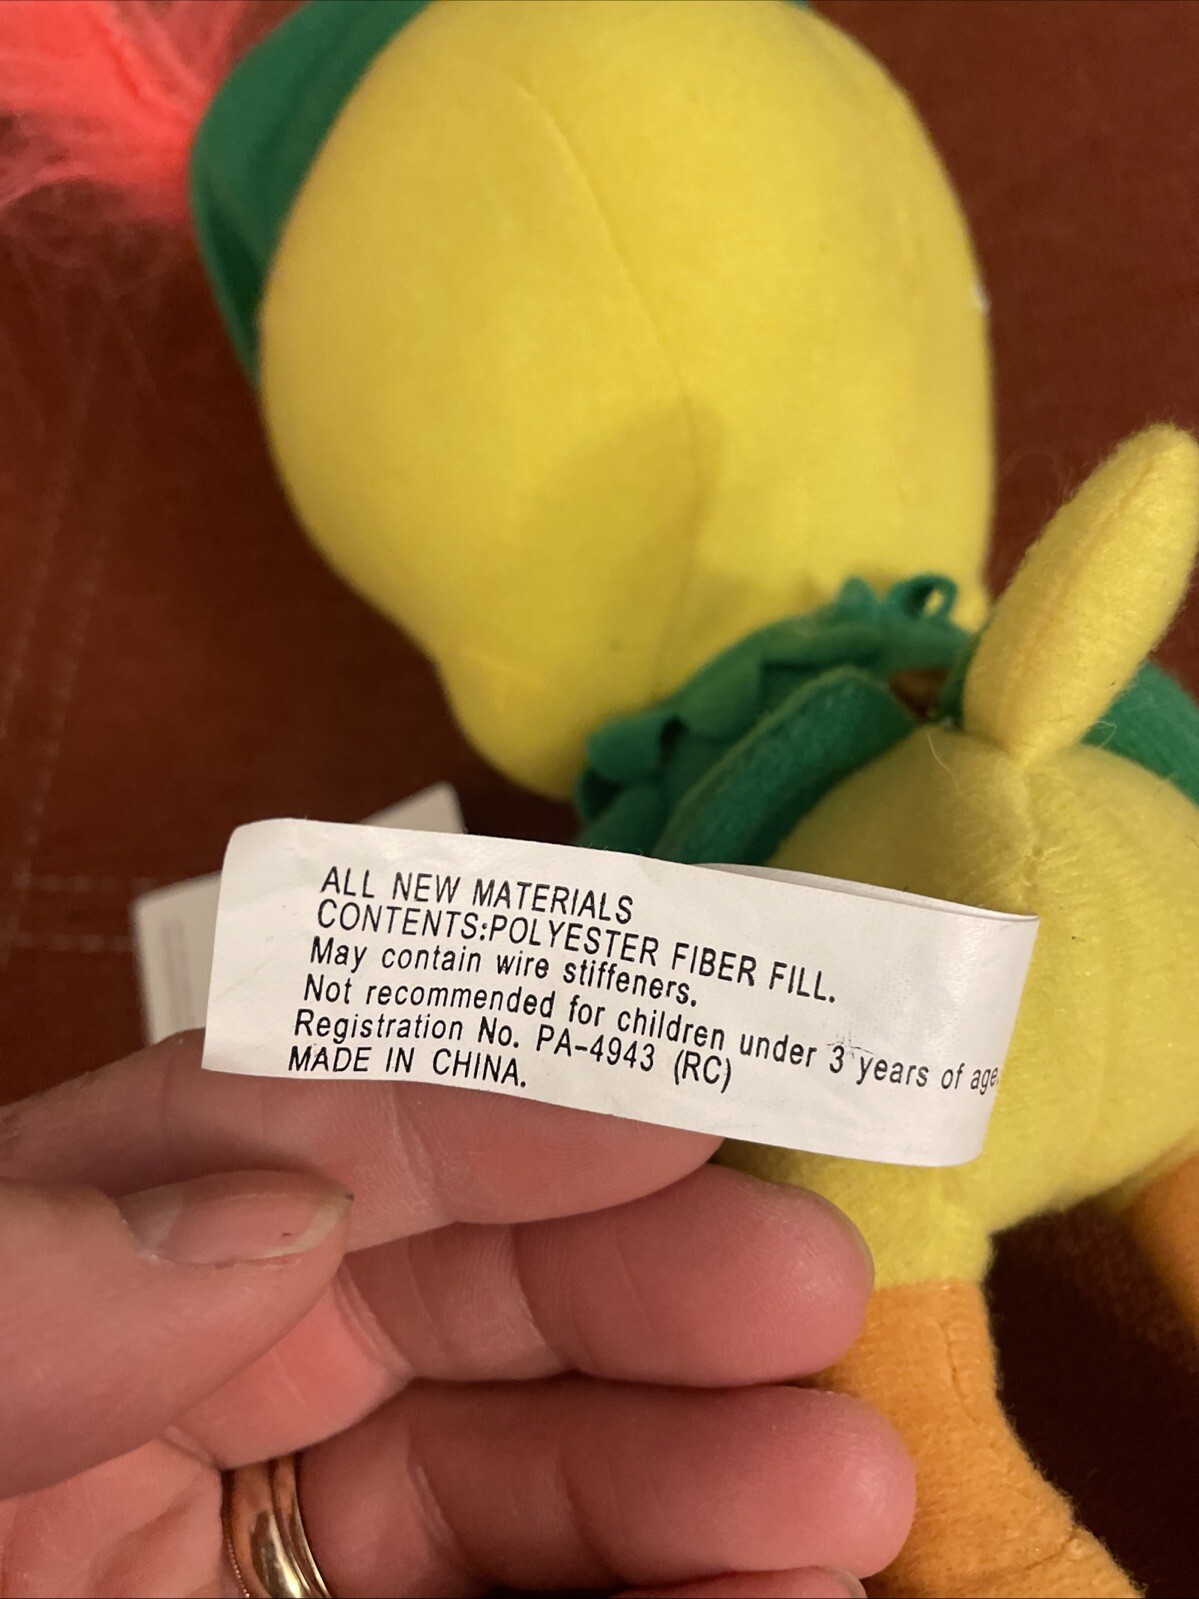 ALL NEW MATERIALS
CONTENTS:POLYESTER FIBER FILL.
May contain wire stiffeners.
Not recommended for children under 3 years of age.
Registration No. PA-4943 (RC)
MADE IN CHINA.